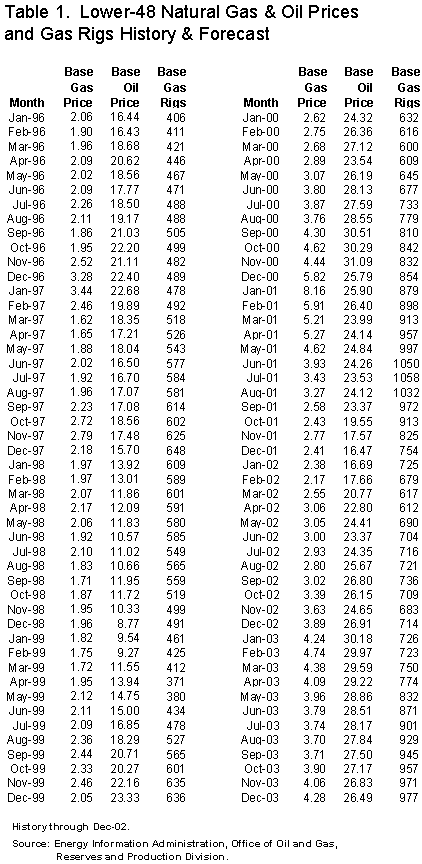 Table 1. Lower-48 Natural Gas & Oil Prices
and Gas Rigs History & Forecast
Base Base Base Base Base Base
Gas Oil Gas Gas Oil Gas
Month Price Price Rigs Month Price Price Rigs
Jan-96 2.06 16.44 406 Jan-00 2.62 24.32 632
Feb-96 1.90 16.43 411 Feb-00 2.75 26.36 616
Mar-96 1.96 18.68 421 Mar-00 2.68 27.12 600
Apr-96 2.09 20.62 446 Apr-00 2.89 23.54 609
May-96 2.02 18.56 467 May-00 3.07 26.19 645
Jun-96 2.09 17.77 471 Jun-00 3.80 28.13 677
Jul-96 2.26 18.50 488 Jul-00 3.87 27.59 733
Aug-96 2.11 19.17 488 Aug-00 3.76 28.55 779
Sep-96 1.86 21.03 505 Sep-00 4.30 30.51 810
Oct-96 1.95 22.20 499 Oct-00 4.62 30.29 842
Nov-96 2.52 21.11 482 Nov-00 4.44 31.09 832
Dec-96 3.28 22.40 489 Dec-00 5.82 25.79 854
Jan-97 3.44 22.68 478 Jan-01 8.16 25.90 879
Feb-97 2.46 19.89 492 Feb-01 5.91 26.40 898
Mar-97 1.62 18.35 518 Mar-01 5.21 23.99 913
Apr-97 1.65 17.21 526 Apr-01 5.27 24.14 957
May-97 1.88 18.04 543 May-01 4.62 24.84 997
Jun-97 2.02 16.50 577 Jun-01 3.93 24.26 1050
Jul-97 1.92 16.70 584 Jul-01 3.43 23.53 1058
Aug-97 1.96 17.07 581 Aug-01 3.27 24.12 1032
Sep-97 2.23 17.08 614 Sep-01 2.58 23.37 972
Oct-97 2.72 18.56 602 Oct-01 2.43 19.55 913
Nov-97 2.79 17.48 625 Nov-01 2.77 17.57 825
Dec-97 2.18 15.70 648 Dec-01 2.41 16.47 754
Jan-98 1.97 13.92 609 Jan-02 2.38 16.69 725
Feb-98 1.97 13.01 589 Feb-02 2.17 17.66 679
Mar-98 2.07 11.86 601 Mar-02 2.55 20.77 617
Apr-98 2.17 12.09 591 Apr-02 3.06 22.80 612
May-98 2.06 11.83 580 May-02 3.05 24.41 690
Jun-98 1.92 10.57 585 Jun-02 3.00 23.37 704
Jul-98 2.10 11.02 549 Jul-02 2.93 24.35 716
Aug-98 1.83 10.66 565 Aug-02 2.80 25.67 721
Sep-98 1.71 11.95 559 Sep-02 3.02 26.80 736
Oct-98 1.87 11.72 519 Oct-02 3.39 26.15 709
Nov-98 1.95 10.33 499 Nov-02 3.63 24.65 683
Dec-98 1.96 8.77 491 Dec-02 3.89 26.91 714
Jan-99 1.82 9.54 461 Jan-03 4.24 30.18 726
Feb-99 1.75 9.27 425 Feb-03 4.74 29.97 723
Mar-99 1.72 11.55 412 Mar-03 4.38 29.59 750
Apr-99 1.95 13.94 371 Apr-03 4.09 29.22 774
May-99 2.12 14.75 380 May-03 3.96 28.86 832
Jun-99 2.11 15.00 434 Jun-03 3.79 28.51 871
Jul-99 2.09 16.85 478 Jul-03 3.74 28.17 901
Aug-99 2.36 18.29 527 Aug-03 3.70 27.84 929
Sep-99 2.44 20.71 565 Sep-03 3.71 27.50 945
Oct-99 2.33 20.27 601 Oct-03 3.90 27.17 957
Nov-99 2.46 22.16 635 Nov-03 4.06 26.83 971
Dec-99 2.05 23.33 636 Dec-03 4.28 26.49 977
History through Dec-02.
Source: Energy Information Administration, Office of Oil and Gas,
Reserves and Production Division.